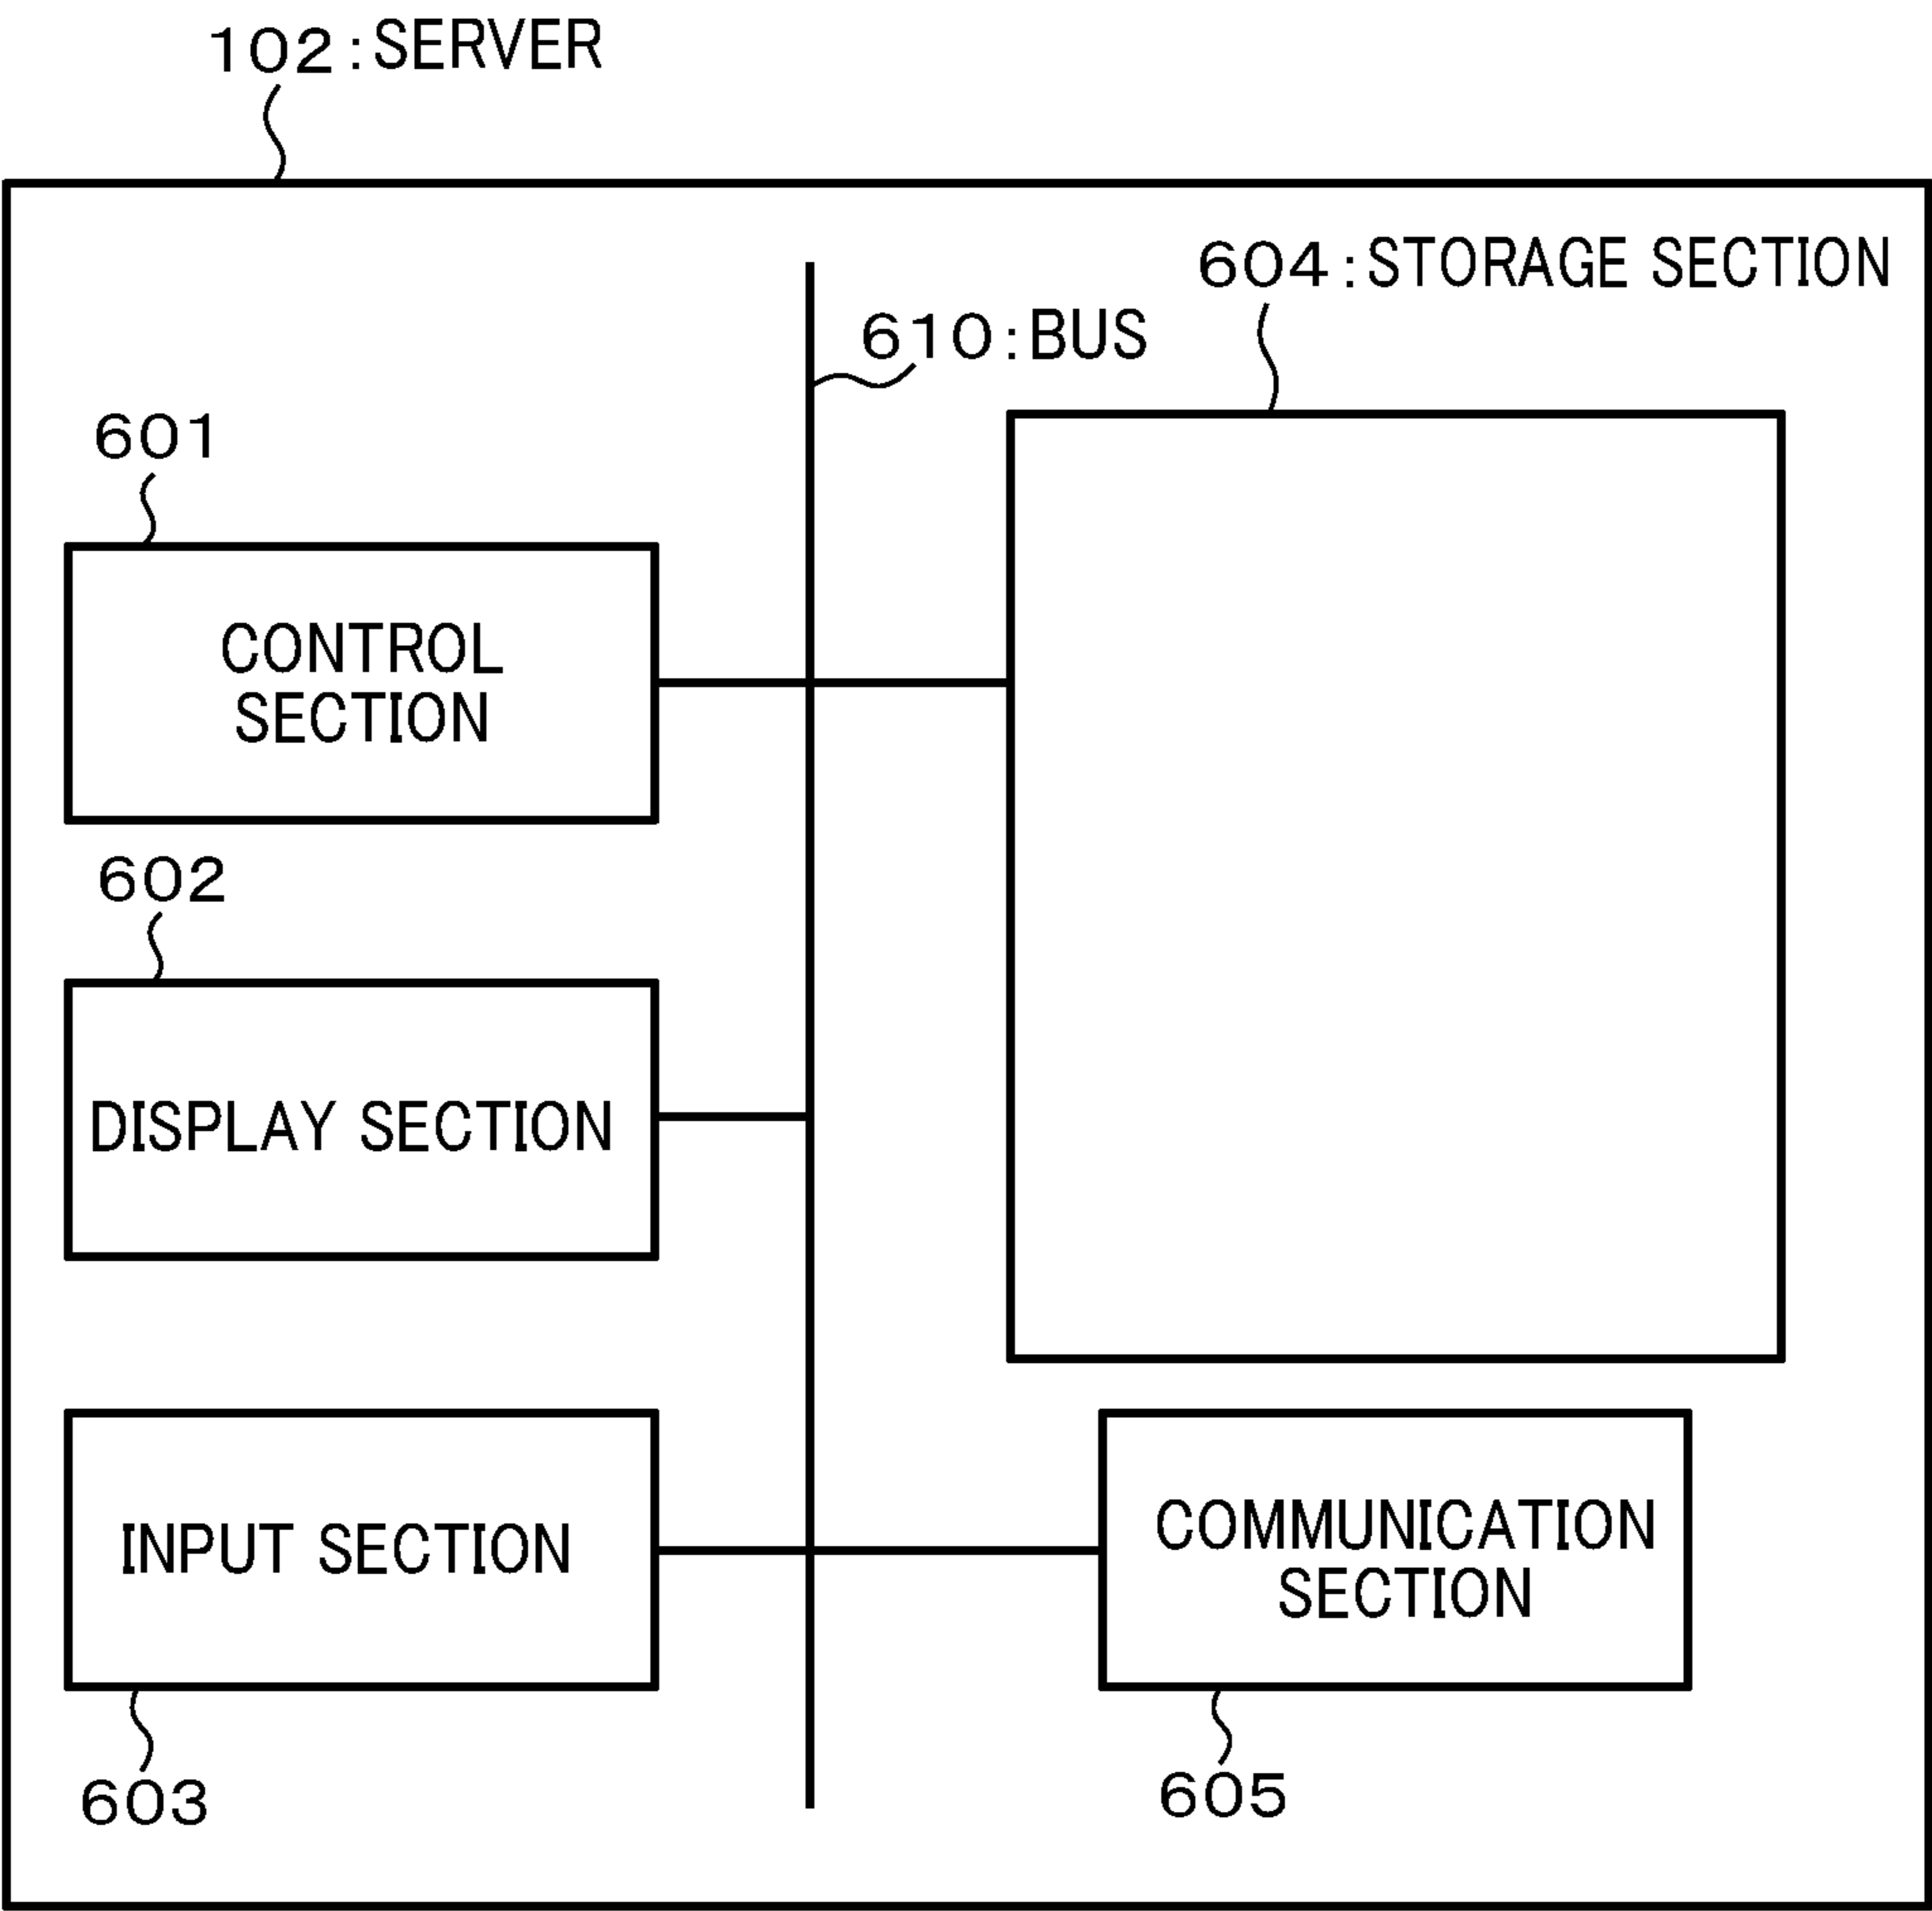 102:SERVER
604:STORAGE SECTION
610:BUS
601
CONTROL
SECTION
602
DISPLAY SECTION
INPUT SECTION
COMMUNICATION
SECTION
603
605